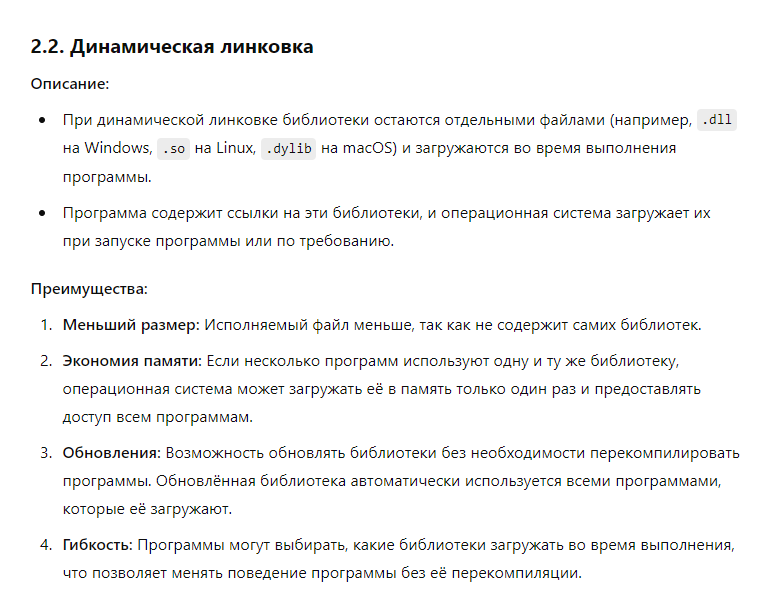 2.2. Динамическая линковка
Описание:
• При динамической линковке библиотеки остаются отдельными файлами (например, .dll
на Windows, .so на Linux, .dylib на macOS) и загружаются во время выполнения
программы.
• Программа содержит ссылки на эти библиотеки, и операционная система загружает их
при запуске программы или по требованию.
Преимущества:
1. Меньший размер: Исполняемый файл меньше, так как не содержит самих библиотек.
2. Экономия памяти: Если несколько программ используют одну и ту же библиотеку,
операционная система может загружать её в память только один раз и предоставлять
доступ всем программам.
3. Обновления: Возможность обновлять библиотеки без необходимости перекомпилировать
программы. Обновлённая библиотека автоматически используется всеми программами,
которые её загружают.
4. Гибкость: Программы могут выбирать, какие библиотеки загружать во время выполнения,
что позволяет менять поведение программы без её перекомпиляции.